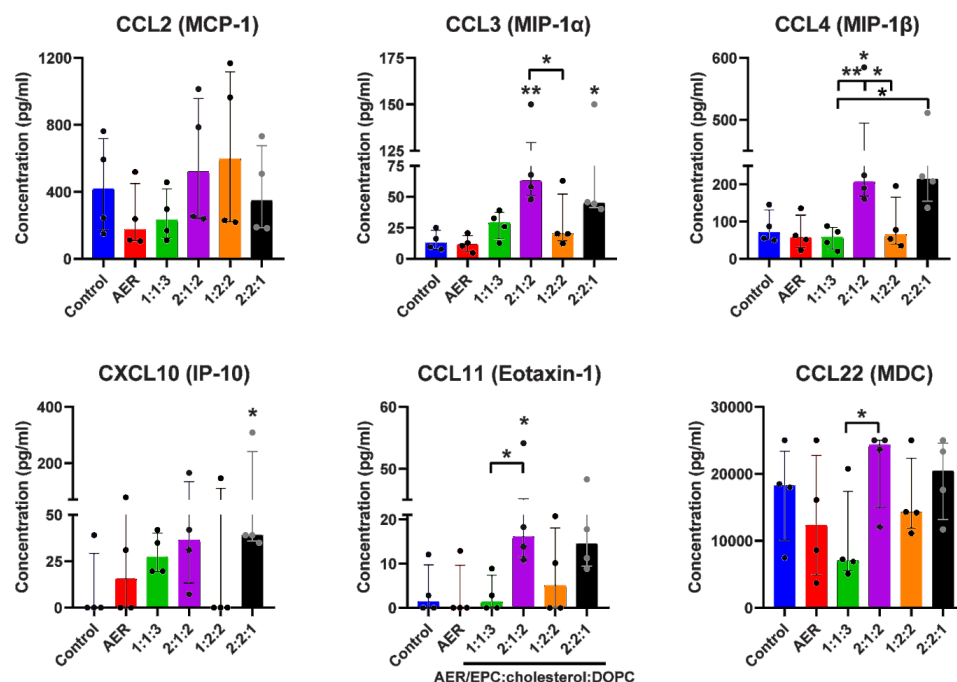 CCL2 (MCP-1)
Concentration (pg/ml)
1200
800
400
0
Control
AER
1:1:3
2:1:2
1:2:2
2:2:1
CCL3 (MIP-1α)
Concentration (pg/ml)
175
150
75
50
25
0
**
*
*
Control
AER
1:1:3
2:1:2
1:2:2
2:2:1
CCL4 (MIP-1β)
Concentration (pg/ml)
600
500
200
100
0
*
**
*
*
Control
AER
1:1:3
2:1:2
1:2:2
2:2:1
CXCL10 (IP-10)
Concentration (pg/ml)
400
200
50
25
0
*
Control
AER
1:1:3
2:1:2
1:2:2
2:2:1
CCL11 (Eotaxin-1)
Concentration (pg/ml)
60
50
20
10
0
*
*
Control
AER
1:1:3
2:1:2
1:2:2
2:2:1
AER/EPC:cholesterol:DOPC
CCL22 (MDC)
Concentration (pg/ml)
30000
20000
10000
0
*
Control
AER
1:1:3
2:1:2
1:2:2
2:2:1